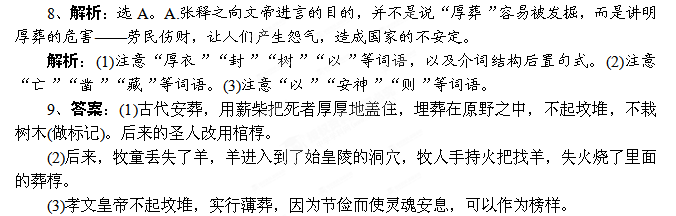 8、解析：选 A。A.张释之向文帝进言的目的，并不是说“厚葬”容易被发掘，而是讲明
厚葬的危害——劳民伤财，让人们产生怨气，造成国家的不安定。
解析：(1)注意“厚衣”“封”“树”“以”等词语，以及介词结构后置句式。(2)注意
“亡”“凿”“藏”等词语。(3)注意“以”“安神”“则”等词语。
9、答案：(1)古代安葬，用薪柴把死者厚厚地盖住，埋葬在原野之中，不起坟堆，不栽
树木(做标记)。后来的圣人改用棺椁。
(2)后来，牧童丢失了羊，羊进入到了始皇陵的洞穴，牧人手持火把找羊，失火烧了里面
的葬椁。
(3)孝文皇帝不起坟堆，实行薄葬，因为节俭而使灵魂安息，可以作为榜样。